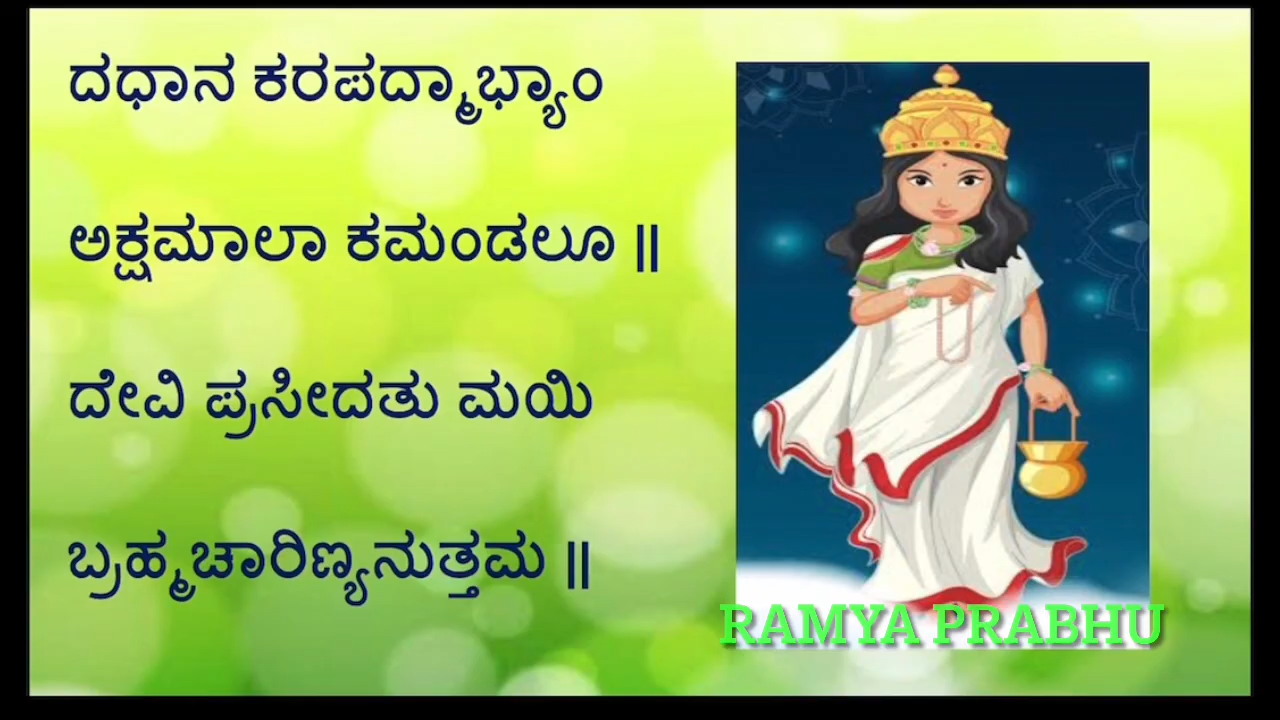 ದಧಾನ ಕರಪದ್ಮಾಭ್ಯಾಂ
ಅಕ್ಷಮಾಲಾ ಕಮಂಡಲೂ ||
ದೇವಿ ಪ್ರಸೀದತು ಮಯಿ
ಬ್ರಹ್ಮಚಾರಿಣ್ಯನುತ್ತಮ ||
RAMYA PRABHU